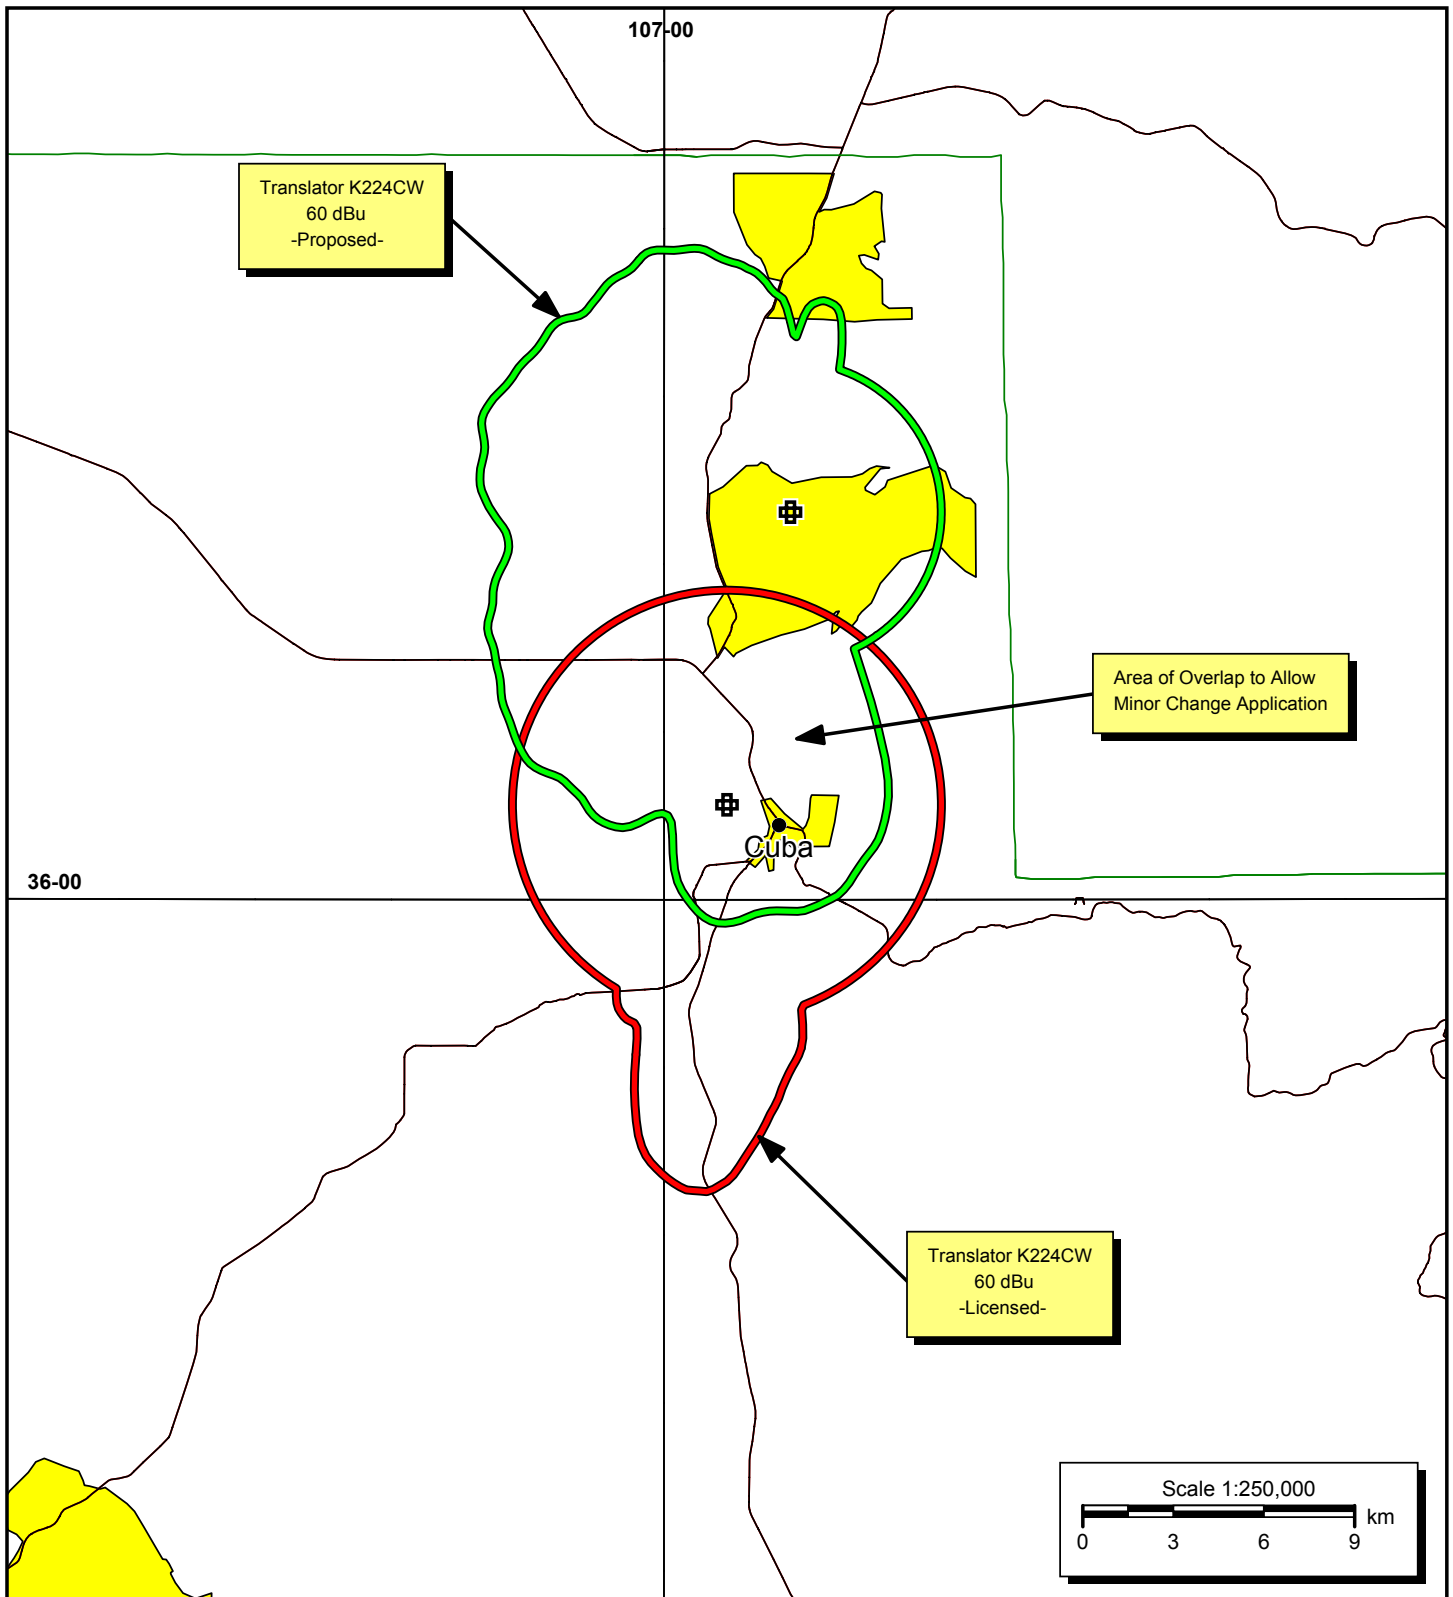 107-00
Translator K224CW
60 dBu
-Proposed-
Area of Overlap to Allow
Minor Change Application
Cuba
36-00
Translator K224CW
60 dBu
-Licensed-
Scale 1:250,000
km
0 3 6 9